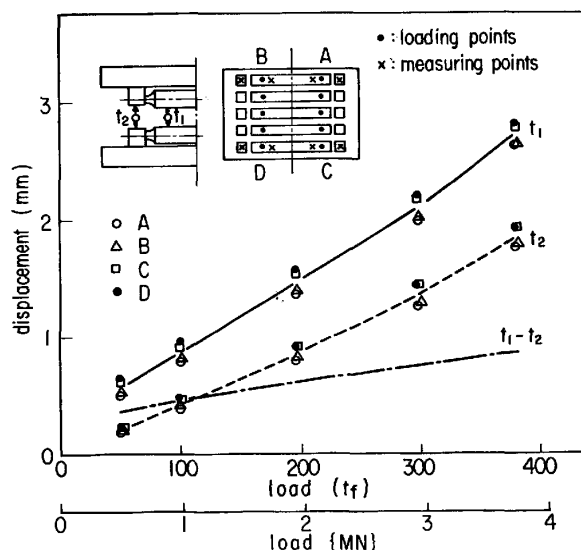 B A
• : loading points
× : measuring points
t₂ t₁
D C
3
2
1
0
displacement (mm)
○ A
△ B
□ C
● D
t₁
t₂
t₁-t₂
0 100 200 300 400
load (t_f)
0 1 2 3 4
load {MN}